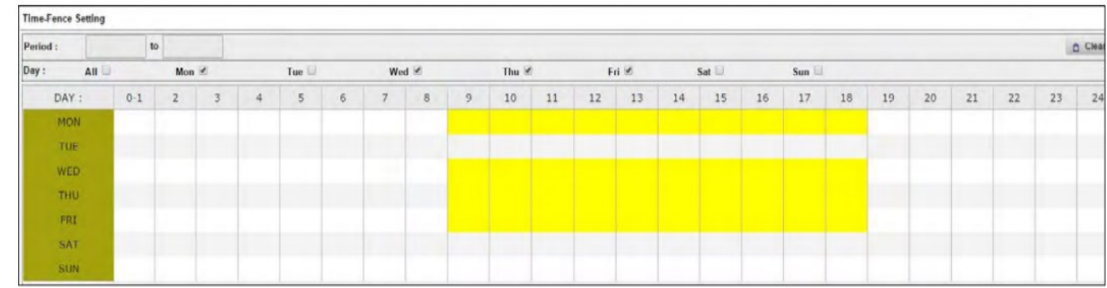 Time-Fence Setting
Period : to Clear
Day : All Mon Tue Wed Thu Fri Sat Sun
DAY : 0-1 2 3 4 5 6 7 8 9 10 11 12 13 14 15 16 17 18 19 20 21 22 23 24
MON
TUE
WED
THU
FRI
SAT
SUN